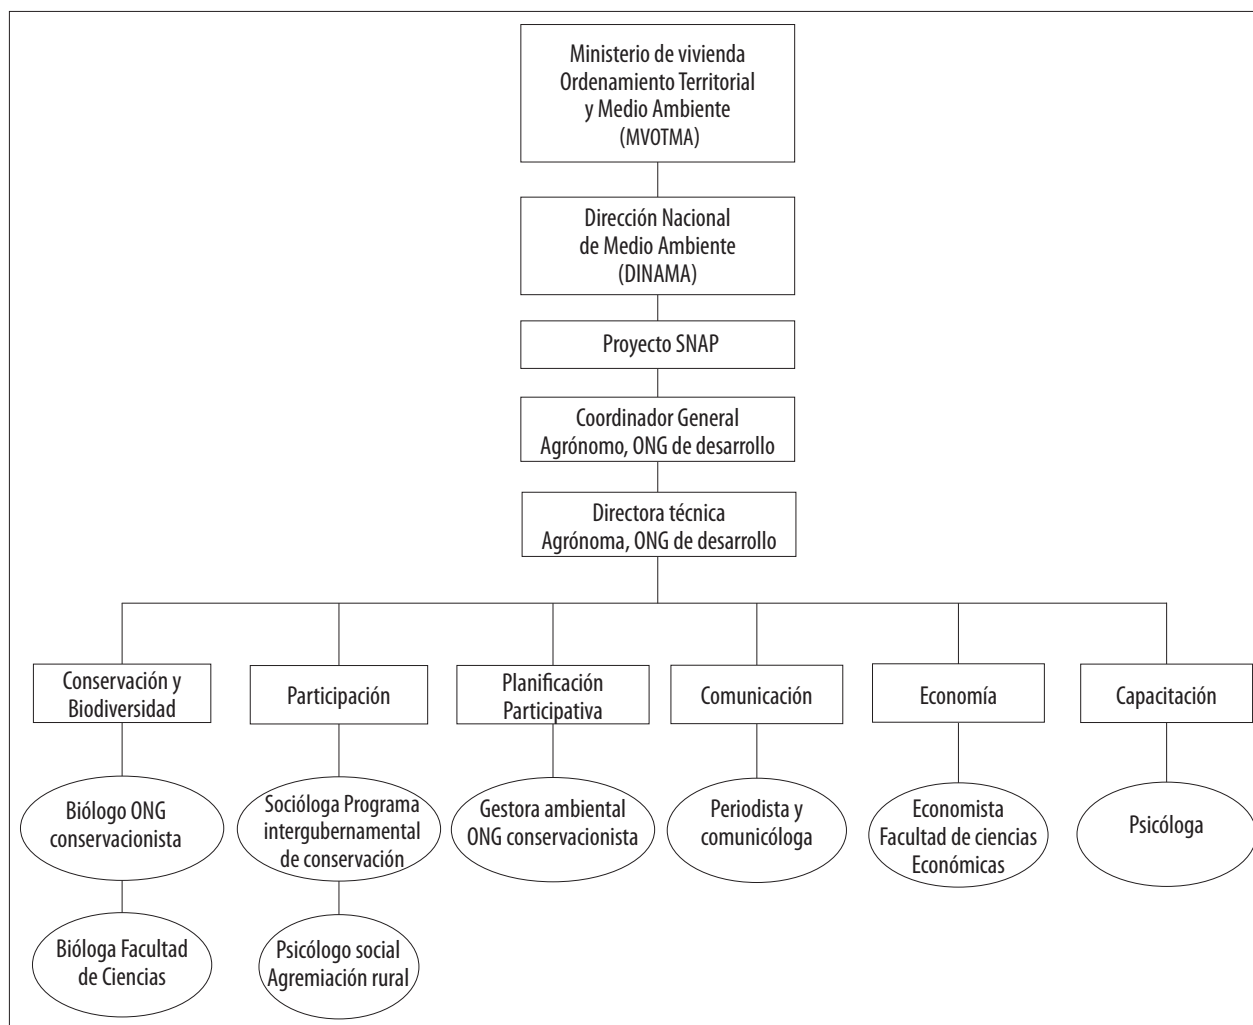 Ministerio de vivienda
Ordenamiento Territorial
y Medio Ambiente
(MVOTMA)
Dirección Nacional
de Medio Ambiente
(DINAMA)
Proyecto SNAP
Coordinador General
Agrónomo, ONG de desarrollo
Directora técnica
Agrónoma, ONG de desarrollo
Conservación y
Biodiversidad
Participación
Planificación
Participativa
Comunicación
Economía
Capacitación
Biólogo ONG
conservacionista
Socióloga Programa
intergubernamental
de conservación
Gestora ambiental
ONG conservacionista
Periodista y
comunicóloga
Economista
Facultad de ciencias
Económicas
Psicóloga
Bióloga Facultad
de Ciencias
Psicólogo social
Agremiación rural